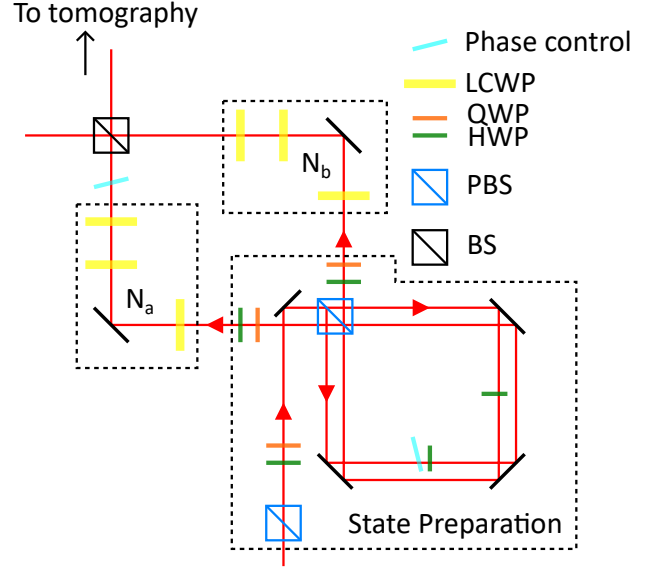 To tomography
Phase control
LCWP
QWP
HWP
PBS
BS
N_b
N_a
State Preparation